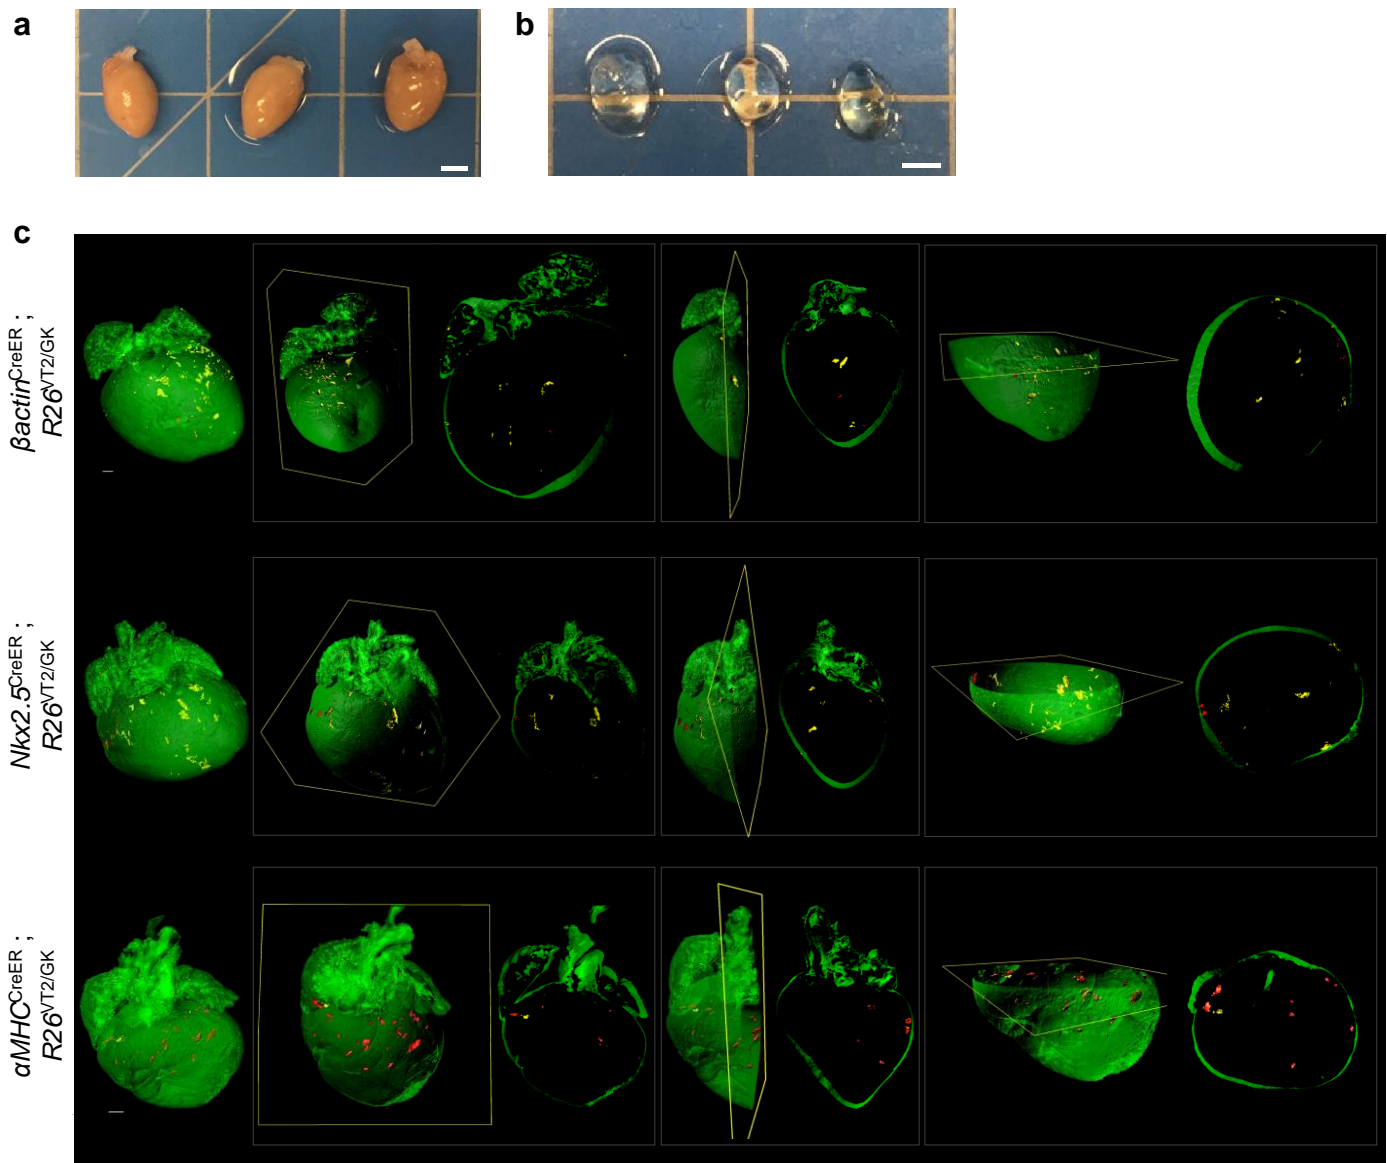 a
b
c
βactinCreER ;
R26VT2/GK
Nkx2.5CreER ;
R26VT2/GK
αMHCCreER ;
R26VT2/GK